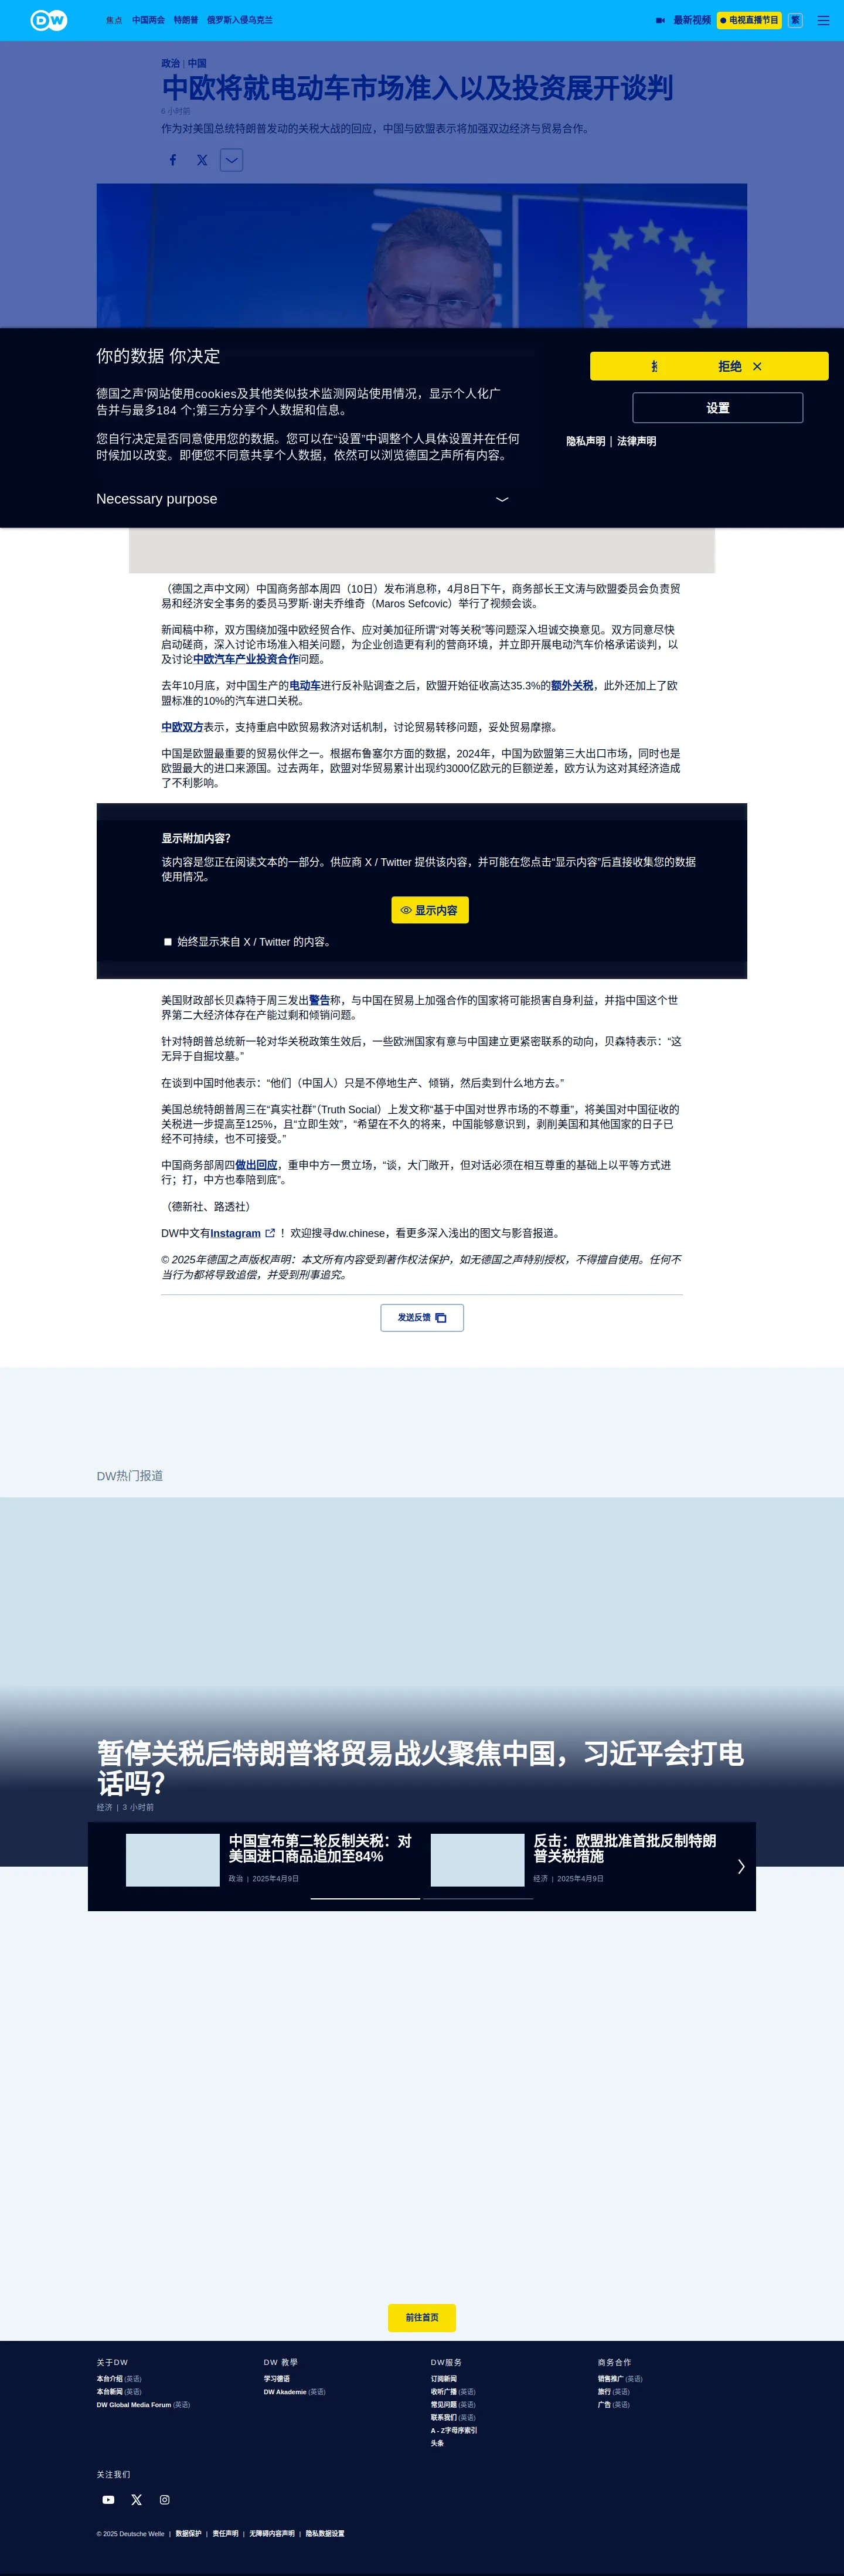 DW
焦点 中国两会 特朗普 俄罗斯入侵乌克兰
最新视频 电视直播节目 繁
政治 | 中国
中欧将就电动车市场准入以及投资展开谈判
6 小时前
作为对美国总统特朗普发动的关税大战的回应，中国与欧盟表示将加强双边经济与贸易合作。
你的数据 你决定
德国之声'网站使用cookies及其他类似技术监测网站使用情况，显示个人化广
告并与最多184 个;第三方分享个人数据和信息。
您自行决定是否同意使用您的数据。您可以在“设置”中调整个人具体设置并在任何
时候加以改变。即便您不同意共享个人数据，依然可以浏览德国之声所有内容。
Necessary purpose
拒绝
设置
隐私声明 | 法律声明
（德国之声中文网）中国商务部本周四（10日）发布消息称，4月8日下午，商务部长王文涛与欧盟委员会负责贸
易和经济安全事务的委员马罗斯·谢夫乔维奇（Maros Sefcovic）举行了视频会谈。
新闻稿中称，双方围绕加强中欧经贸合作、应对美加征所谓“对等关税”等问题深入坦诚交换意见。双方同意尽快
启动磋商，深入讨论市场准入相关问题，为企业创造更有利的营商环境，并立即开展电动汽车价格承诺谈判，以
及讨论中欧汽车产业投资合作问题。
去年10月底，对中国生产的电动车进行反补贴调查之后，欧盟开始征收高达35.3%的额外关税，此外还加上了欧
盟标准的10%的汽车进口关税。
中欧双方表示，支持重启中欧贸易救济对话机制，讨论贸易转移问题，妥处贸易摩擦。
中国是欧盟最重要的贸易伙伴之一。根据布鲁塞尔方面的数据，2024年，中国为欧盟第三大出口市场，同时也是
欧盟最大的进口来源国。过去两年，欧盟对华贸易累计出现约3000亿欧元的巨额逆差，欧方认为这对其经济造成
了不利影响。
显示附加内容？
该内容是您正在阅读文本的一部分。供应商 X / Twitter 提供该内容，并可能在您点击“显示内容”后直接收集您的数据
使用情况。
显示内容
始终显示来自 X / Twitter 的内容。
美国财政部长贝森特于周三发出警告称，与中国在贸易上加强合作的国家将可能损害自身利益，并指中国这个世
界第二大经济体存在产能过剩和倾销问题。
针对特朗普总统新一轮对华关税政策生效后，一些欧洲国家有意与中国建立更紧密联系的动向，贝森特表示：“这
无异于自掘坟墓。”
在谈到中国时他表示：“他们（中国人）只是不停地生产、倾销，然后卖到什么地方去。”
美国总统特朗普周三在“真实社群”（Truth Social）上发文称“基于中国对世界市场的不尊重”，将美国对中国征收的
关税进一步提高至125%，且“立即生效”，“希望在不久的将来，中国能够意识到，剥削美国和其他国家的日子已
经不可持续，也不可接受。”
中国商务部周四做出回应，重申中方一贯立场，“谈，大门敞开，但对话必须在相互尊重的基础上以平等方式进
行；打，中方也奉陪到底”。
（德新社、路透社）
DW中文有Instagram ！欢迎搜寻dw.chinese，看更多深入浅出的图文与影音报道。
© 2025年德国之声版权声明：本文所有内容受到著作权法保护，如无德国之声特别授权，不得擅自使用。任何不
当行为都将导致追偿，并受到刑事追究。
发送反馈
DW热门报道
暂停关税后特朗普将贸易战火聚焦中国，习近平会打电
话吗？
经济 | 3 小时前
中国宣布第二轮反制关税：对
美国进口商品追加至84%
政治 | 2025年4月9日
反击：欧盟批准首批反制特朗
普关税措施
经济 | 2025年4月9日
前往首页
关于DW
本台介绍 (英语)
本台新闻 (英语)
DW Global Media Forum (英语)
DW 教學
学习德语
DW Akademie (英语)
DW服务
订阅新闻
收听广播 (英语)
常见问题 (英语)
联系我们 (英语)
A - Z字母序索引
头条
商务合作
销售推广 (英语)
旅行 (英语)
广告 (英语)
关注我们
© 2025 Deutsche Welle | 数据保护 | 责任声明 | 无障碍内容声明 | 隐私数据设置